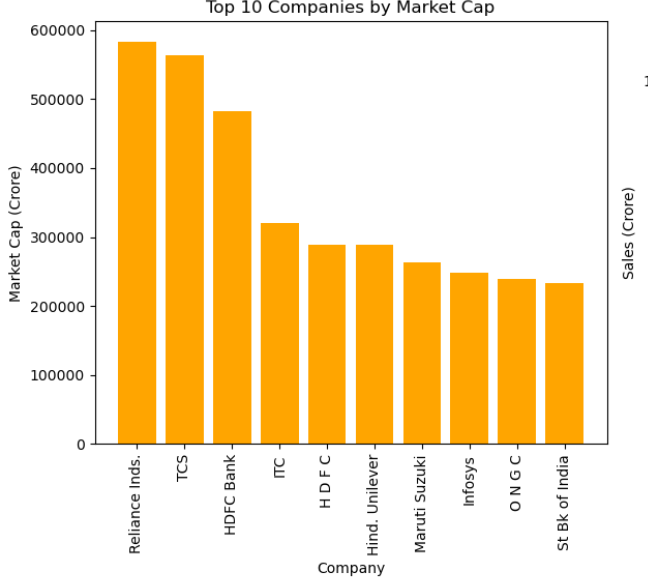 Top 10 Companies by Market Cap
600000
500000
400000
300000
200000
100000
0
Market Cap (Crore)
Reliance Inds.
TCS
HDFC Bank
ITC
H D F C
Hind. Unilever
Maruti Suzuki
Infosys
O N G C
St Bk of India
Company
Sales (Crore)
1